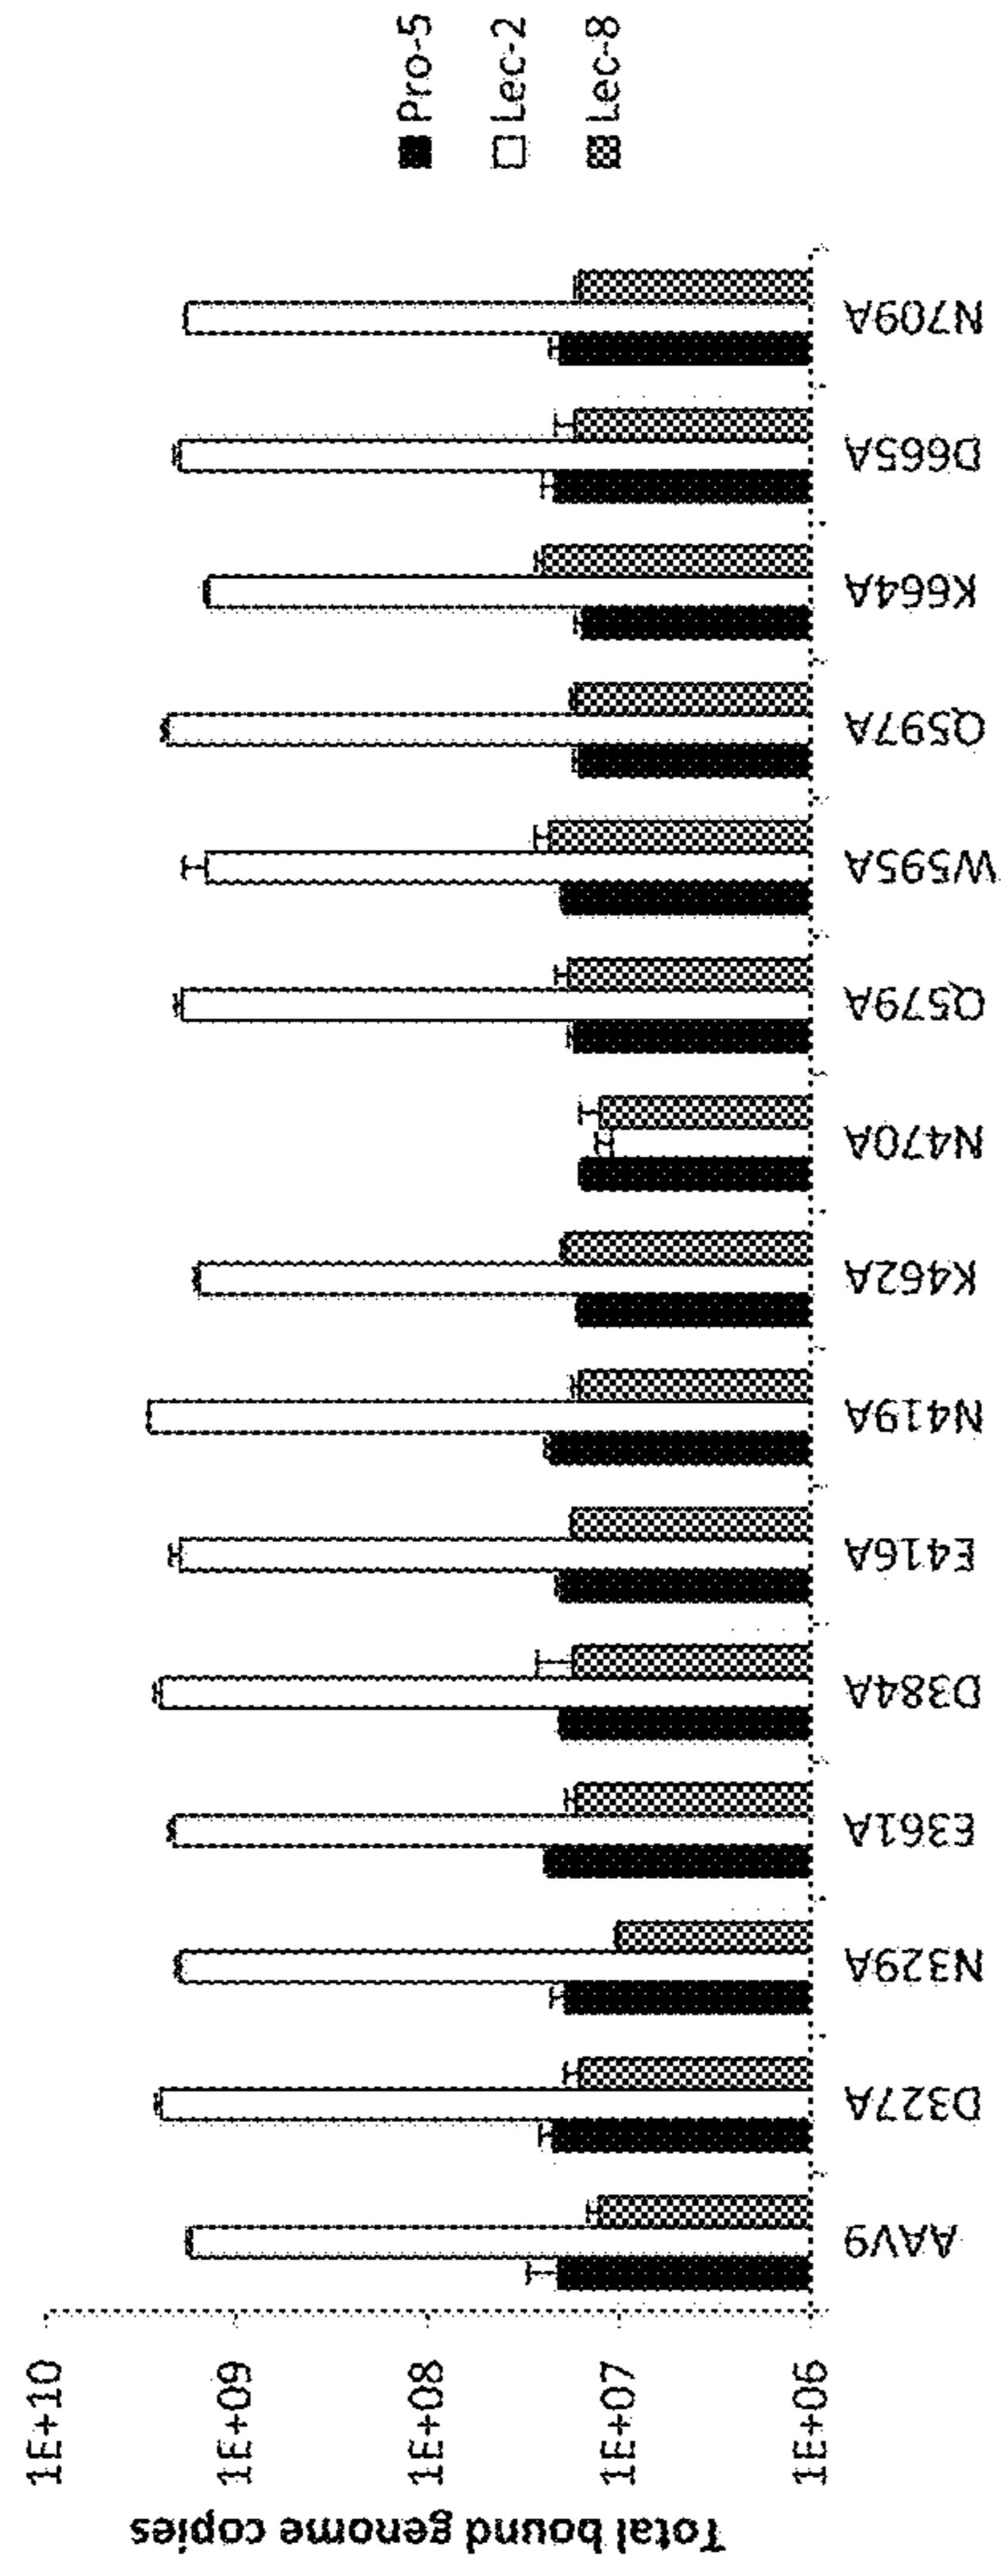 Total bound genome copies
1E+10
1E+09
1E+08
1E+07
1E+06
AAV9
D327A
N329A
E361A
D384A
E416A
N419A
K462A
N470A
Q579A
W595A
Q597A
K664A
D665A
N709A
Pro-5
Lec-2
Lec-8